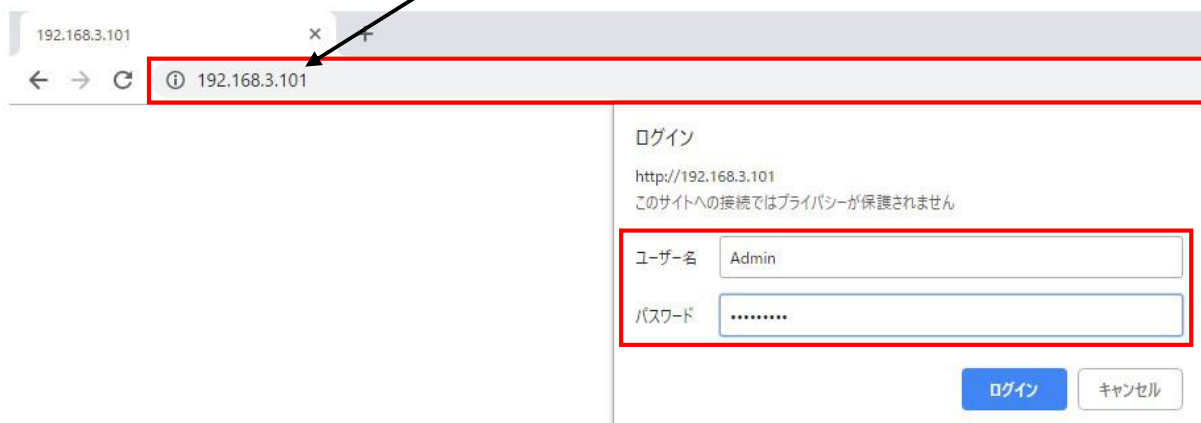 192.168.3.101
192.168.3.101
ログイン
http://192.168.3.101
このサイトへの接続ではプライバシーが保護されません
ユーザー名 Admin
パスワード •••••••••
ログイン キャンセル